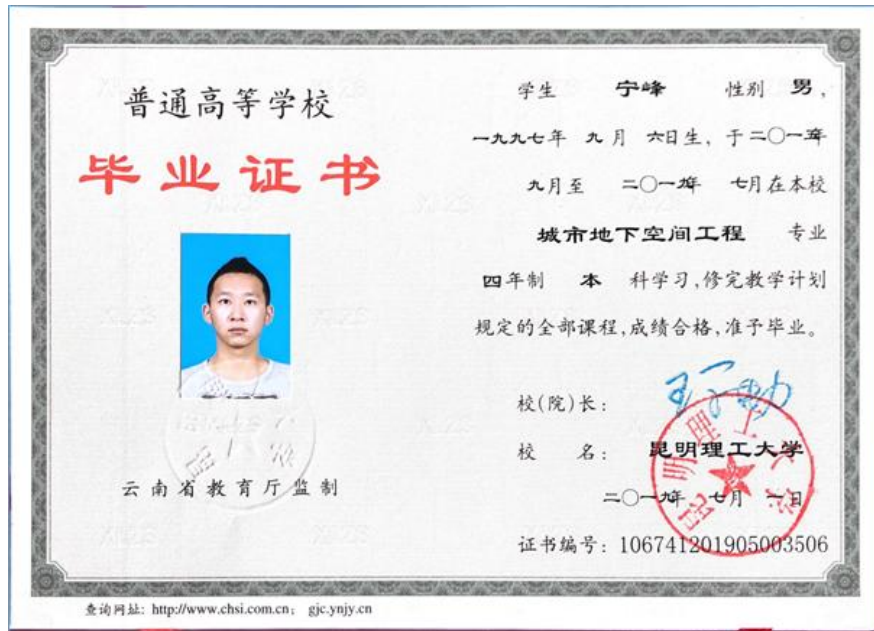 普通高等学校
毕业证书
云南省教育厅监制
学生 宁峰 性别 男，
一九九七年 九月 六日生，于二〇一五年
九月至 二〇一九年 七月在本校
城市地下空间工程 专业
四年制 本 科学习，修完教学计划
规定的全部课程，成绩合格，准予毕业。
校（院）长：
校 名： 昆明理工大学
二〇一九年 七月 一日
证书编号：106741201905003506
查询网址：http://www.chsi.com.cn； gjc.ynjy.cn